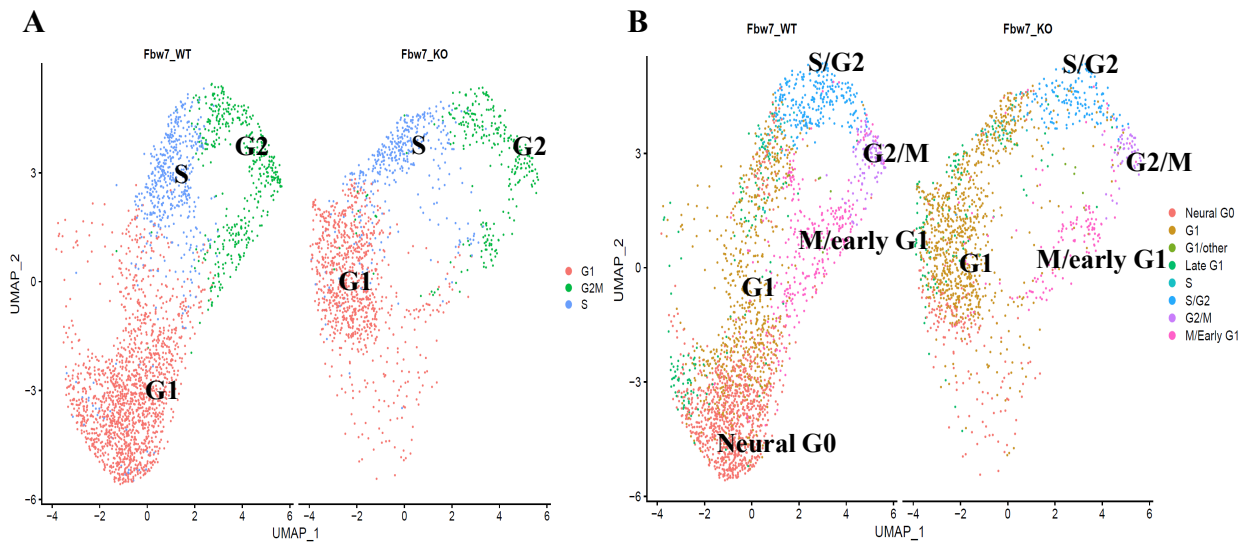 A
Fbw7_WT
Fbw7_KO
S
G2
G1
S
G2
G1
UMAP_2
3
0
−3
−6
−4
−2
0
2
4
6
−4
−2
0
2
4
6
UMAP_1
G1
G2M
S
B
Fbw7_WT
Fbw7_KO
S/G2
G2/M
M/early G1
G1
Neural G0
S/G2
G2/M
M/early G1
G1
UMAP_2
3
0
−3
−6
−4
−2
0
2
4
6
−4
−2
0
2
4
6
UMAP_1
Neural G0
G1
G1/other
Late G1
S
S/G2
G2/M
M/Early G1